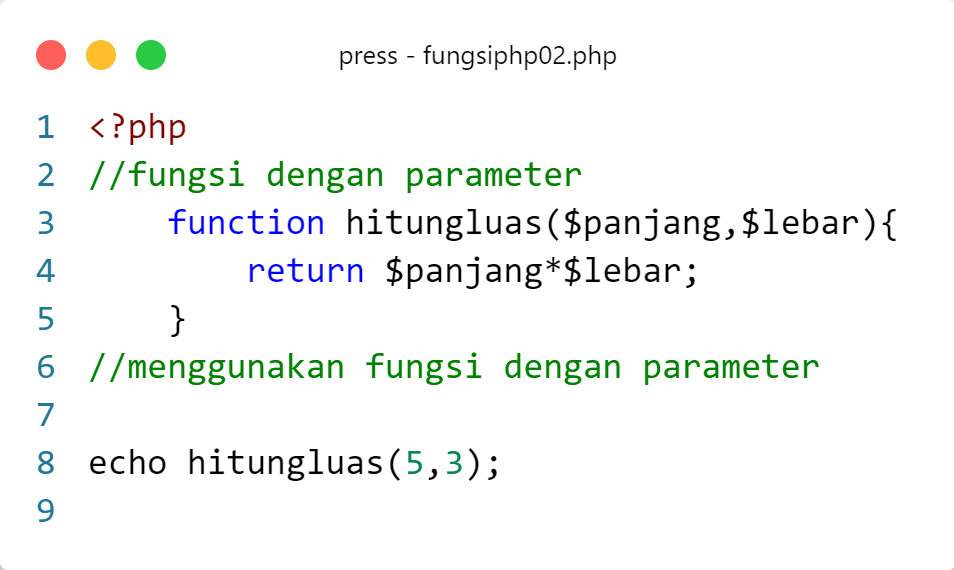 press - fungsiphp02.php
1 <?php
2 //fungsi dengan parameter
3     function hitungluas($panjang,$lebar){
4         return $panjang*$lebar;
5     }
6 //menggunakan fungsi dengan parameter
7
8 echo hitungluas(5,3);
9